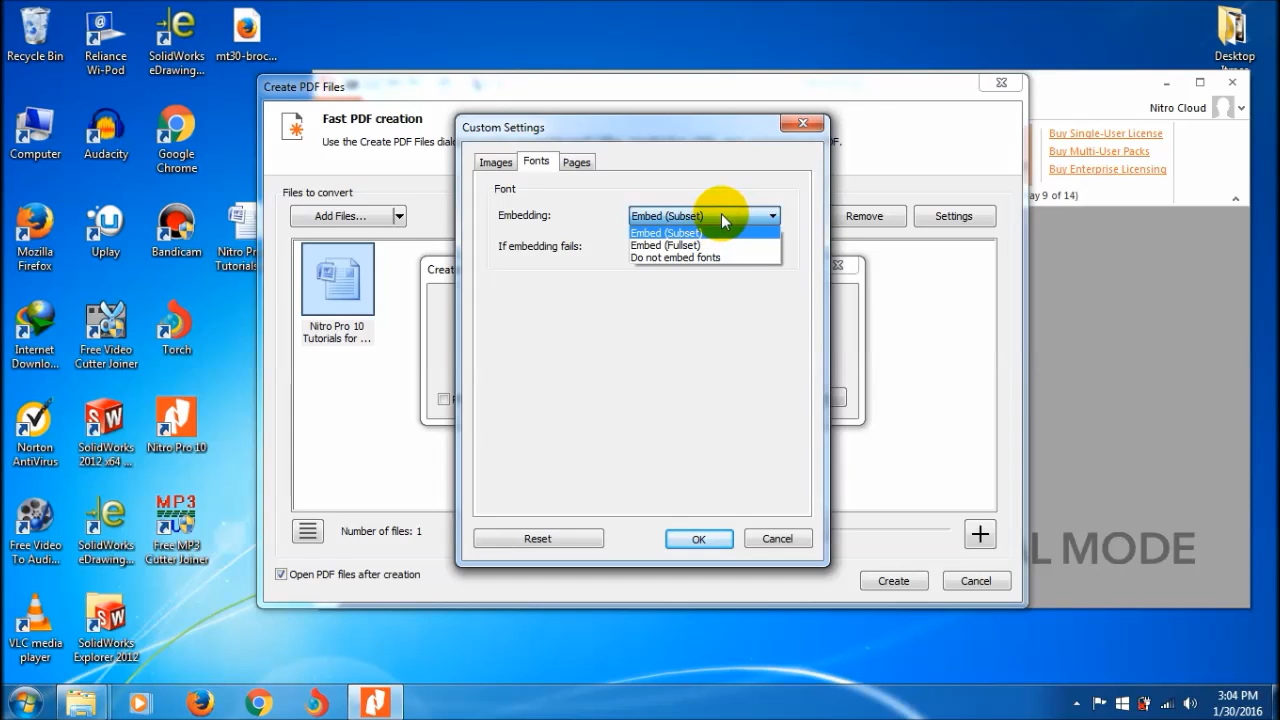 Recycle Bin
Reliance
Wi-Pod
SolidWorks
eDrawing...
mt30-broc...
Desktop
Computer
Audacity
Google
Chrome
Mozilla
Firefox
Uplay
Bandicam
Nitro Pro
Tutorials
Internet
Downlo...
Free Video
Cutter Joiner
Torch
Norton
AntiVirus
SolidWorks
2012 x64 ...
Nitro Pro 10
Free Video
To Audi...
SolidWorks
eDrawing...
MP3
Free MP3
Cutter Joiner
VLC media
player
SolidWorks
Explorer 2012
Create PDF Files
Fast PDF creation
Use the Create PDF Files dialo
DF.
Files to convert
Add Files...
Remove
Settings
Nitro Pro 10
Tutorials for ...
Number of files: 1
Open PDF files after creation
Create
Cancel
Creat
Custom Settings
Images
Fonts
Pages
Font
Embedding:
Embed (Subset)
Embed (Subset)
Embed (Fullset)
Do not embed fonts
If embedding fails:
Reset
OK
Cancel
Nitro Cloud
Buy Single-User License
Buy Multi-User Packs
Buy Enterprise Licensing
ay 9 of 14)
L MODE
3:04 PM
1/30/2016